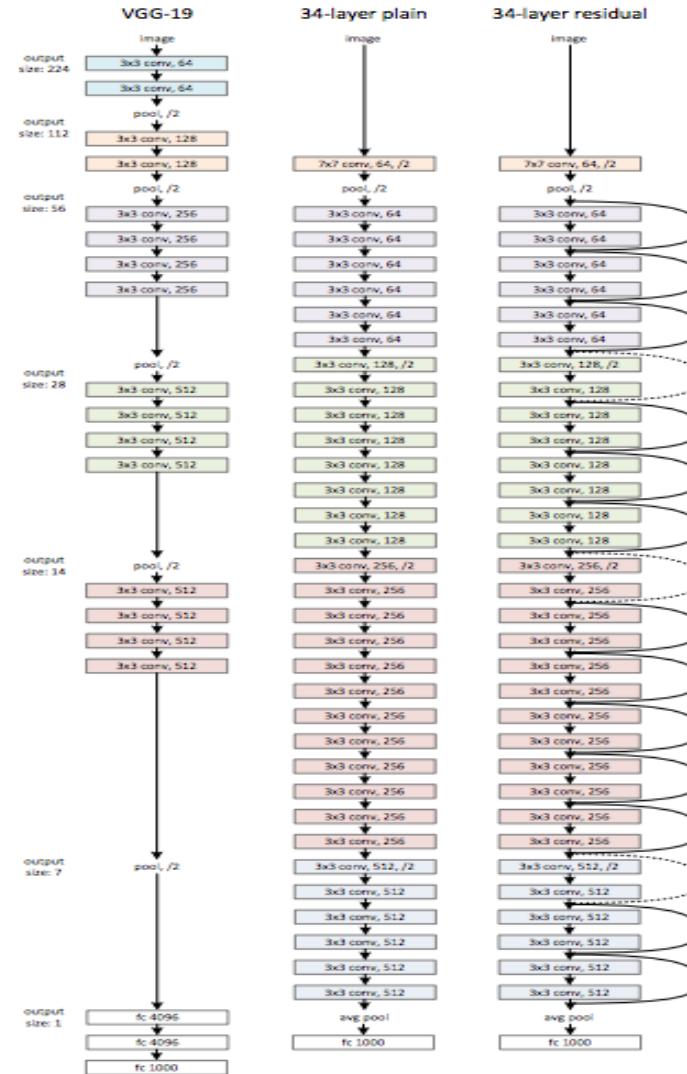 output
size: 224
output
size: 112
output
size: 56
output
size: 28
output
size: 14
output
size: 7
output
size: 1
VGG-19
image
3x3 conv, 64
3x3 conv, 64
pool, /2
3x3 conv, 128
3x3 conv, 128
pool, /2
3x3 conv, 256
3x3 conv, 256
3x3 conv, 256
3x3 conv, 256
pool, /2
3x3 conv, 512
3x3 conv, 512
3x3 conv, 512
3x3 conv, 512
pool, /2
3x3 conv, 512
3x3 conv, 512
3x3 conv, 512
3x3 conv, 512
pool, /2
fc 4096
fc 4096
fc 1000
34-layer plain
image
7x7 conv, 64, /2
pool, /2
3x3 conv, 64
3x3 conv, 64
3x3 conv, 64
3x3 conv, 64
3x3 conv, 64
3x3 conv, 64
3x3 conv, 128, /2
3x3 conv, 128
3x3 conv, 128
3x3 conv, 128
3x3 conv, 128
3x3 conv, 128
3x3 conv, 128
3x3 conv, 128
3x3 conv, 256, /2
3x3 conv, 256
3x3 conv, 256
3x3 conv, 256
3x3 conv, 256
3x3 conv, 256
3x3 conv, 256
3x3 conv, 256
3x3 conv, 256
3x3 conv, 256
3x3 conv, 256
3x3 conv, 256
3x3 conv, 512, /2
3x3 conv, 512
3x3 conv, 512
3x3 conv, 512
3x3 conv, 512
3x3 conv, 512
avg pool
fc 1000
34-layer residual
image
7x7 conv, 64, /2
pool, /2
3x3 conv, 64
3x3 conv, 64
3x3 conv, 64
3x3 conv, 64
3x3 conv, 64
3x3 conv, 64
3x3 conv, 128, /2
3x3 conv, 128
3x3 conv, 128
3x3 conv, 128
3x3 conv, 128
3x3 conv, 128
3x3 conv, 128
3x3 conv, 128
3x3 conv, 256, /2
3x3 conv, 256
3x3 conv, 256
3x3 conv, 256
3x3 conv, 256
3x3 conv, 256
3x3 conv, 256
3x3 conv, 256
3x3 conv, 256
3x3 conv, 256
3x3 conv, 256
3x3 conv, 256
3x3 conv, 512, /2
3x3 conv, 512
3x3 conv, 512
3x3 conv, 512
3x3 conv, 512
3x3 conv, 512
avg pool
fc 1000